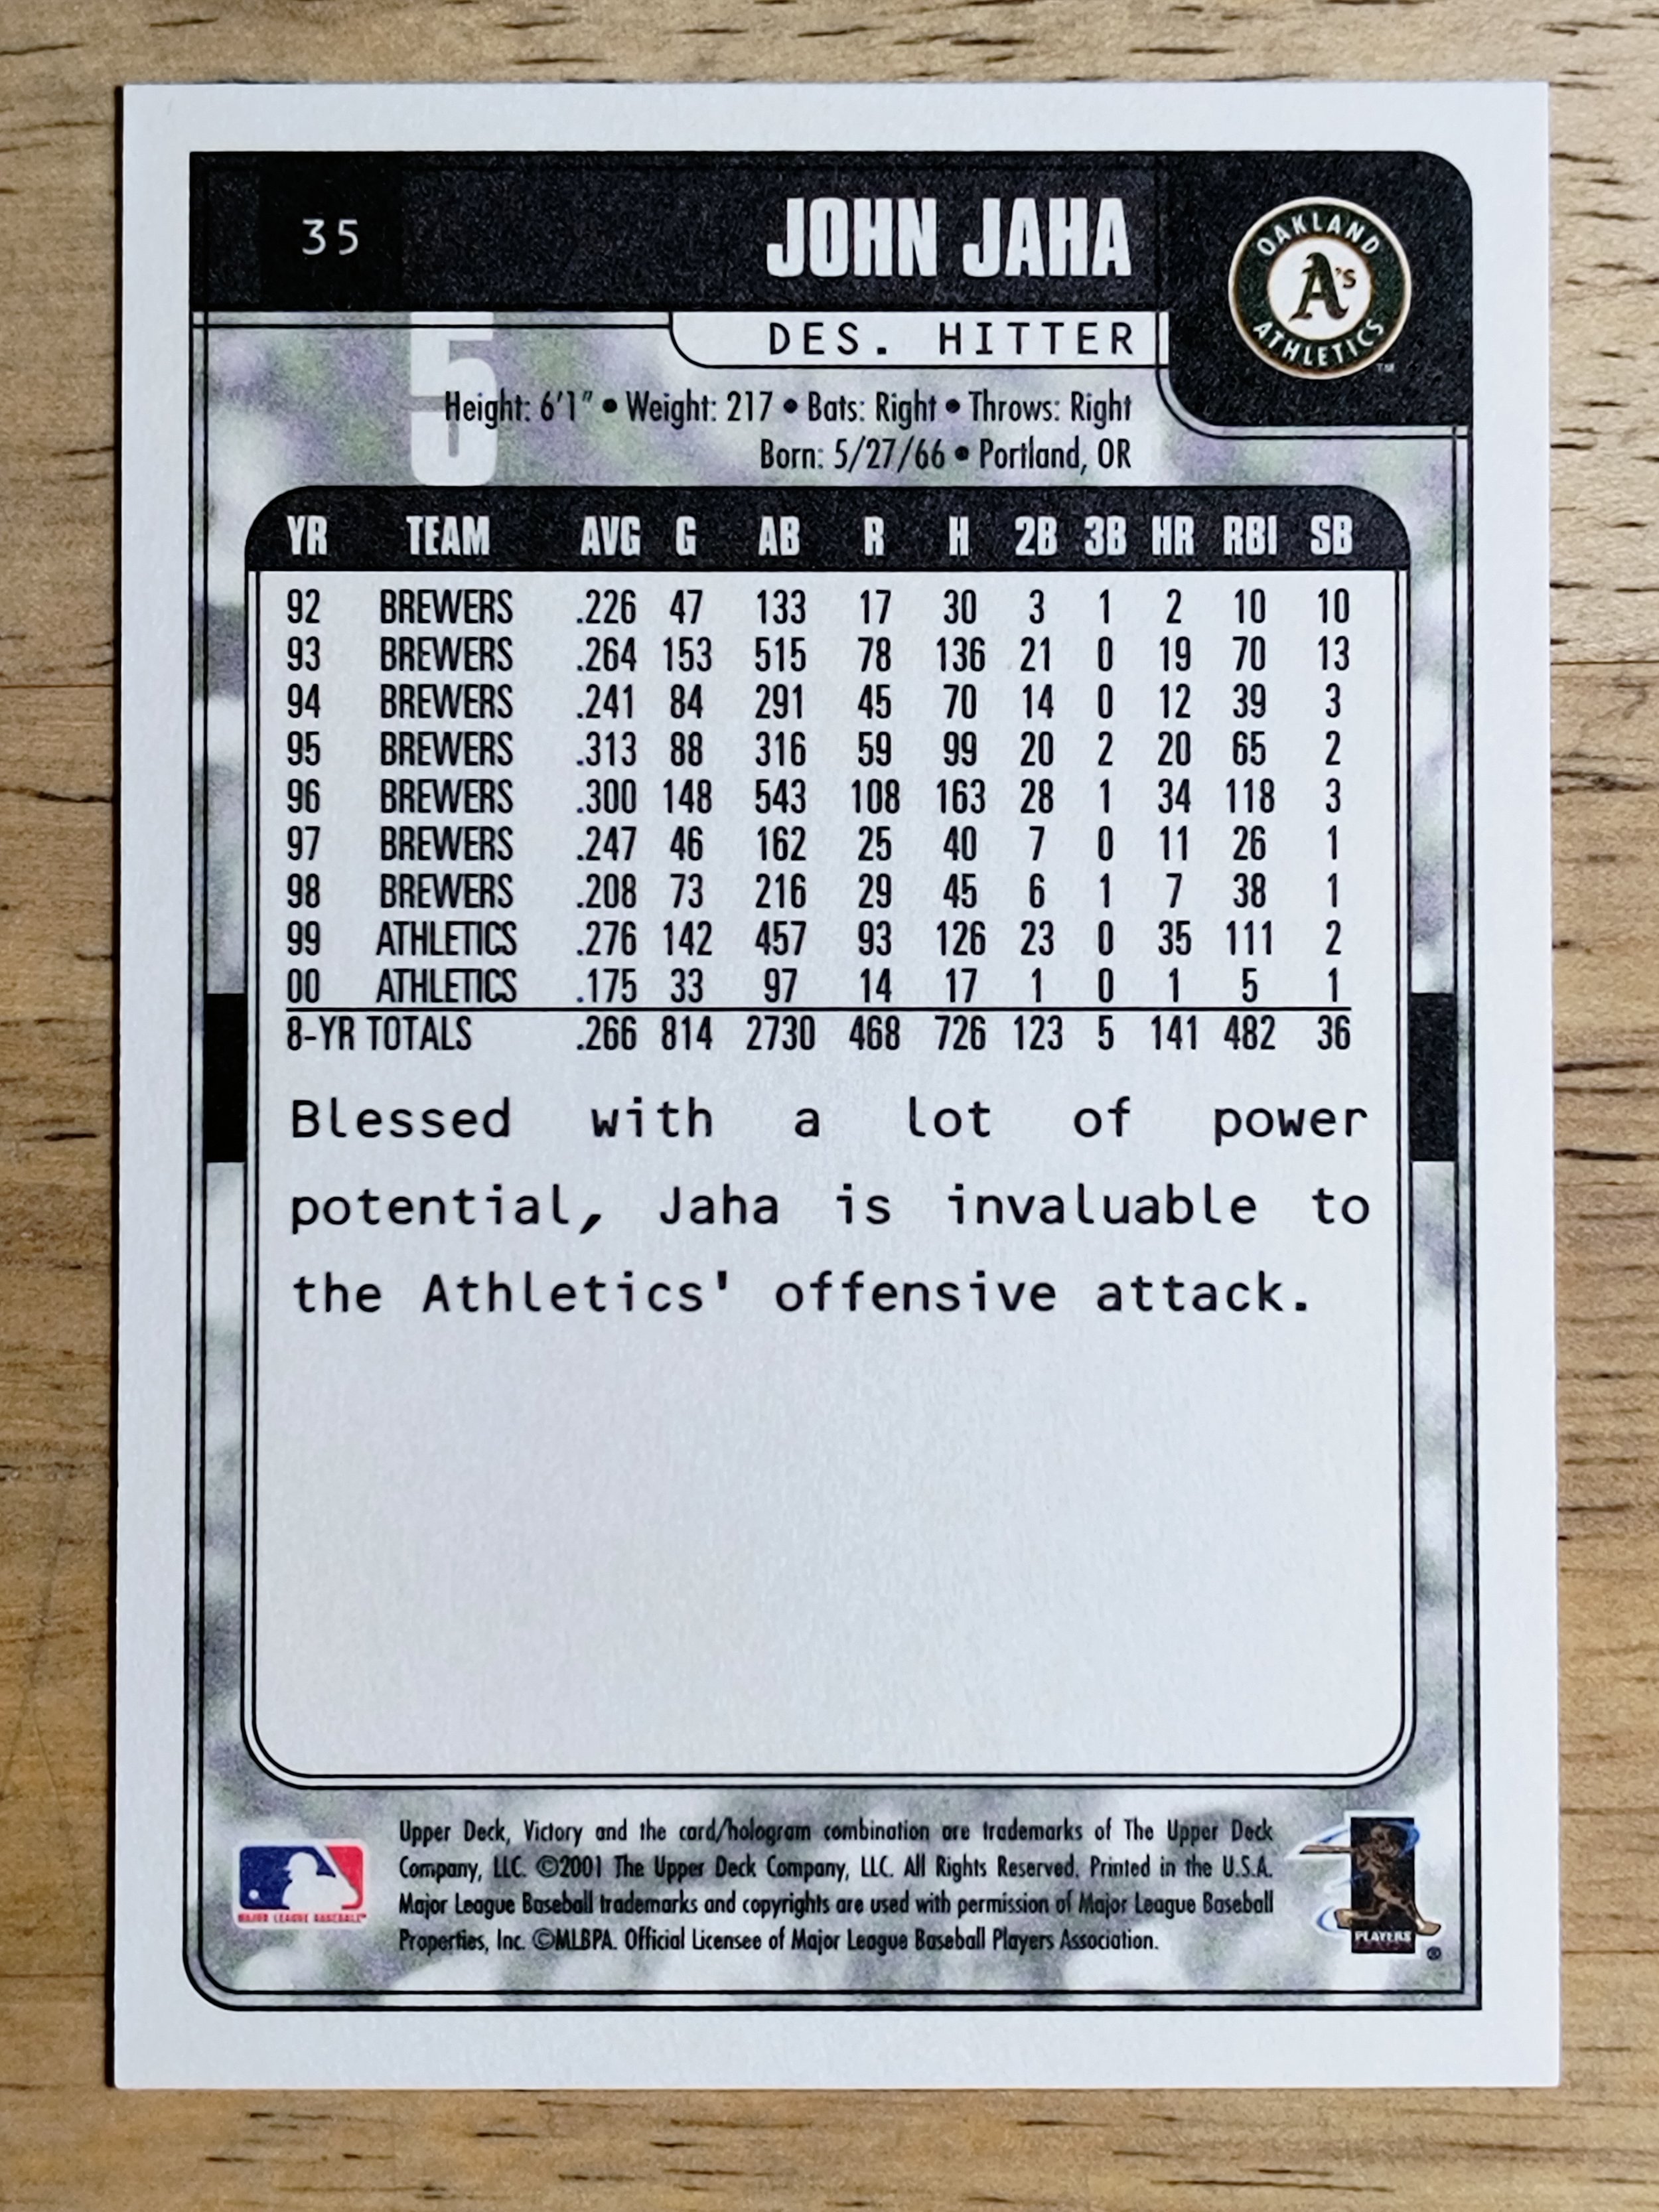 35 JOHN JAHA
OAKLAND A's ATHLETICS TM
DES. HITTER
5
Height: 6'1" • Weight: 217 • Bats: Right • Throws: Right
Born: 5/27/66 • Portland, OR
YR TEAM AVG G AB R H 2B 3B HR RBI SB
92 BREWERS .226 47 133 17 30 3 1 2 10 10
93 BREWERS .264 153 515 78 136 21 0 19 70 13
94 BREWERS .241 84 291 45 70 14 0 12 39 3
95 BREWERS .313 88 316 59 99 20 2 20 65 2
96 BREWERS .300 148 543 108 163 28 1 34 118 3
97 BREWERS .247 46 162 25 40 7 0 11 26 1
98 BREWERS .208 73 216 29 45 6 1 7 38 1
99 ATHLETICS .276 142 457 93 126 23 0 35 111 2
00 ATHLETICS .175 33 97 14 17 1 0 1 5 1
8-YR TOTALS .266 814 2730 468 726 123 5 141 482 36
Blessed with a lot of power
potential, Jaha is invaluable to
the Athletics' offensive attack.
Upper Deck, Victory and the card/hologram combination are trademarks of The Upper Deck
Company, LLC. ©2001 The Upper Deck Company, LLC. All Rights Reserved. Printed in the U.S.A.
Major League Baseball trademarks and copyrights are used with permission of Major League Baseball
Properties, Inc. ©MLBPA. Official Licensee of Major League Baseball Players Association.
MAJOR LEAGUE BASEBALL
PLAYERS ®